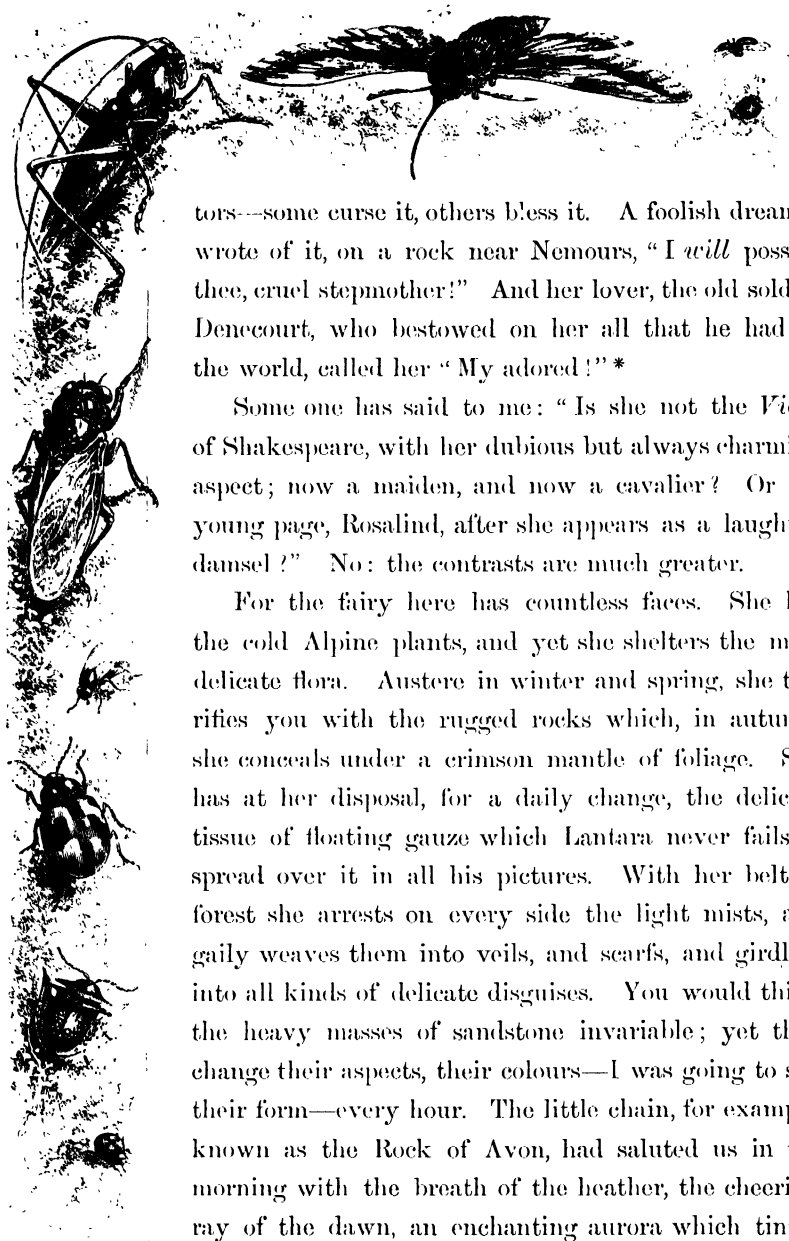 tors—some curse it, others bless it. A foolish drean
wrote of it, on a rock near Nemours, “I will poss
thee, cruel stepmother!” And her lover, the old sold
Denecourt, who bestowed on her all that he had
the world, called her “My adored!”*
Some one has said to me: “Is she not the Vi
of Shakespeare, with her dubious but always charmi
aspect; now a maiden, and now a cavalier? Or
young page, Rosalind, after she appears as a laugh
damsel?” No: the contrasts are much greater.
For the fairy here has countless faces. She
the cold Alpine plants, and yet she shelters the m
delicate flora. Austere in winter and spring, she t
rifies you with the rugged rocks which, in autu
she conceals under a crimson mantle of foliage. S
has at her disposal, for a daily change, the delic
tissue of floating gauze which Lantara never fails
spread over it in all his pictures. With her belt
forest she arrests on every side the light mists, a
gaily weaves them into veils, and scarfs, and girdl
into all kinds of delicate disguises. You would thi
the heavy masses of sandstone invariable; yet th
change their aspects, their colours—I was going to s
their form—every hour. The little chain, for examp
known as the Rock of Avon, had saluted us in
morning with the breath of the heather, the cheeri
ray of the dawn, an enchanting aurora which tin